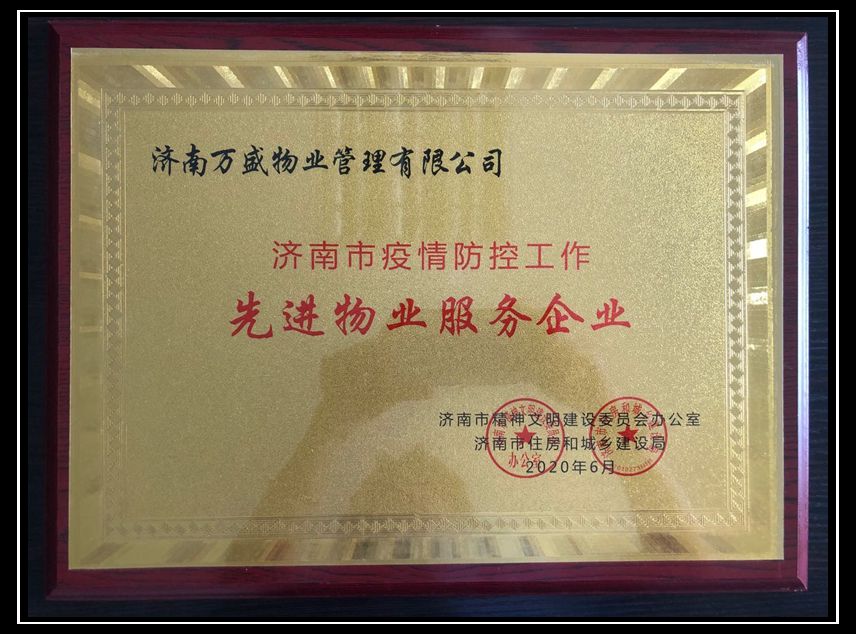 济南万盛物业管理有限公司
济南市疫情防控工作
先进物业服务企业
济南市精神文明建设委员会办公室
济南市住房和城乡建设局
2020年6月
办公室